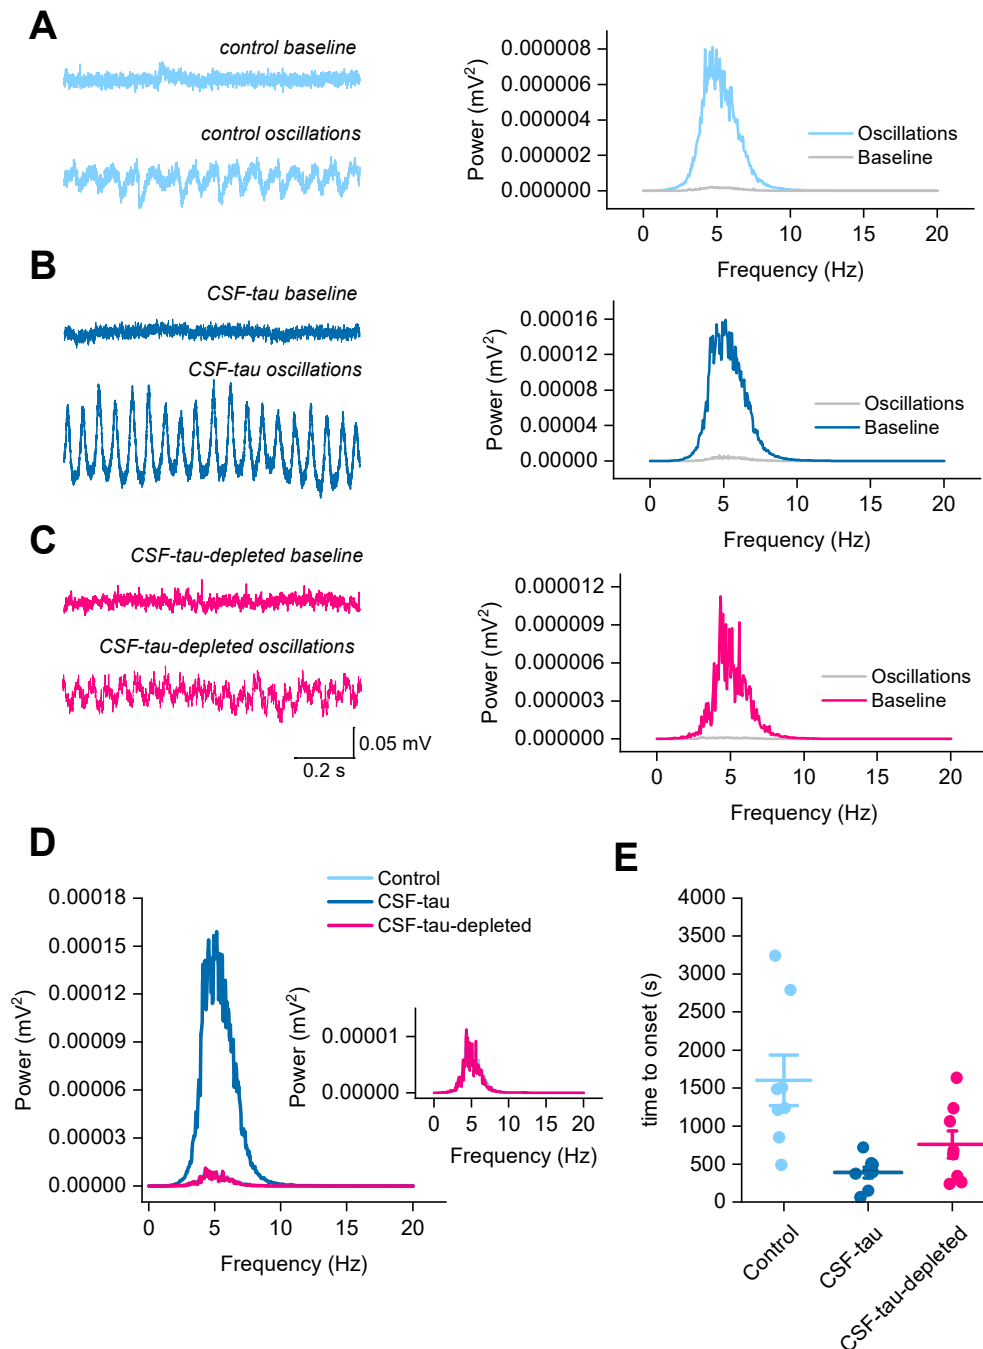 A
control baseline
control oscillations
0.000008
0.000006
0.000004
0.000002
0.000000
Power (mV²)
Oscillations
Baseline
0 5 10 15 20
Frequency (Hz)
B
CSF-tau baseline
CSF-tau oscillations
0.00016
0.00012
0.00008
0.00004
0.00000
Power (mV²)
Oscillations
Baseline
0 5 10 15 20
Frequency (Hz)
C
CSF-tau-depleted baseline
CSF-tau-depleted oscillations
0.05 mV
0.2 s
0.000012
0.000009
0.000006
0.000003
0.000000
Power (mV²)
Oscillations
Baseline
0 5 10 15 20
Frequency (Hz)
D
Control
CSF-tau
CSF-tau-depleted
0.00018
0.00015
0.00012
0.00009
0.00006
0.00003
0.00000
Power (mV²)
0 5 10 15 20
Frequency (Hz)
0.00001
0.00000
Power (mV²)
0 5 10 15 20
Frequency (Hz)
E
4000
3500
3000
2500
2000
1500
1000
500
0
time to onset (s)
Control
CSF-tau
CSF-tau-depleted